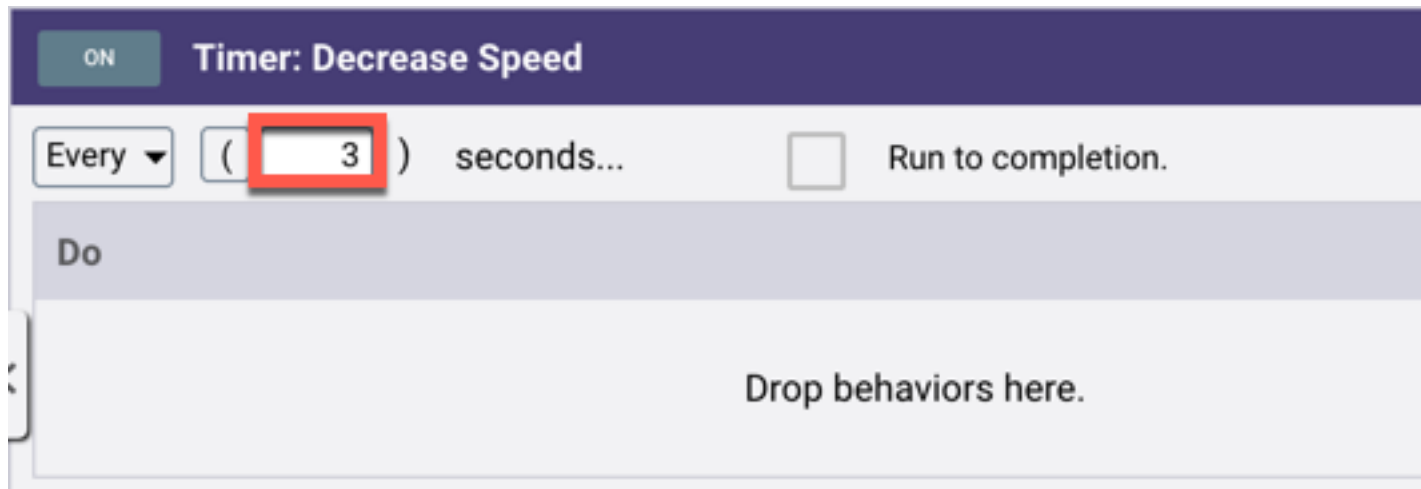 ON Timer: Decrease Speed
Every ( 3 ) seconds... Run to completion.
Do
Drop behaviors here.